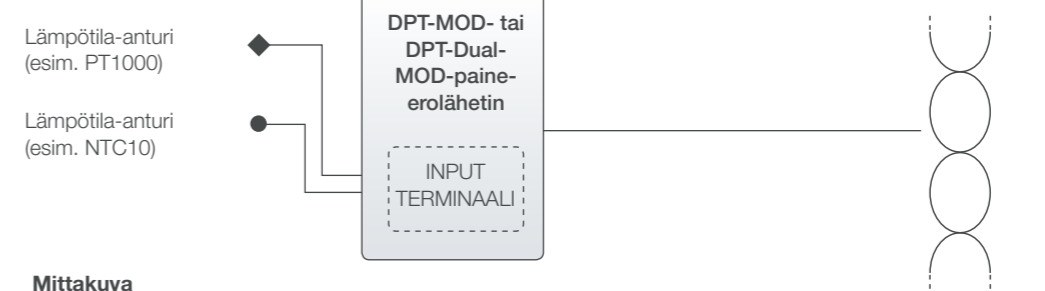 Lämpötila-anturi
(esim. PT1000)
Lämpötila-anturi
(esim. NTC10)
DPT-MOD- tai
DPT-Dual-
MOD-paine-
erolähetin
INPUT
TERMINAALI
Mittakuva